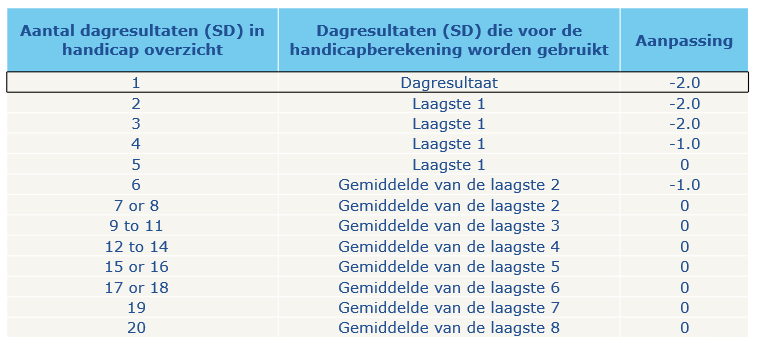 Aantal dagresultaten (SD) in handicap overzicht | Dagresultaten (SD) die voor de handicapberekening worden gebruikt | Aanpassing
1 | Dagresultaat | -2.0
2 | Laagste 1 | -2.0
3 | Laagste 1 | -2.0
4 | Laagste 1 | -1.0
5 | Laagste 1 | 0
6 | Gemiddelde van de laagste 2 | -1.0
7 or 8 | Gemiddelde van de laagste 2 | 0
9 to 11 | Gemiddelde van de laagste 3 | 0
12 to 14 | Gemiddelde van de laagste 4 | 0
15 or 16 | Gemiddelde van de laagste 5 | 0
17 or 18 | Gemiddelde van de laagste 6 | 0
19 | Gemiddelde van de laagste 7 | 0
20 | Gemiddelde van de laagste 8 | 0